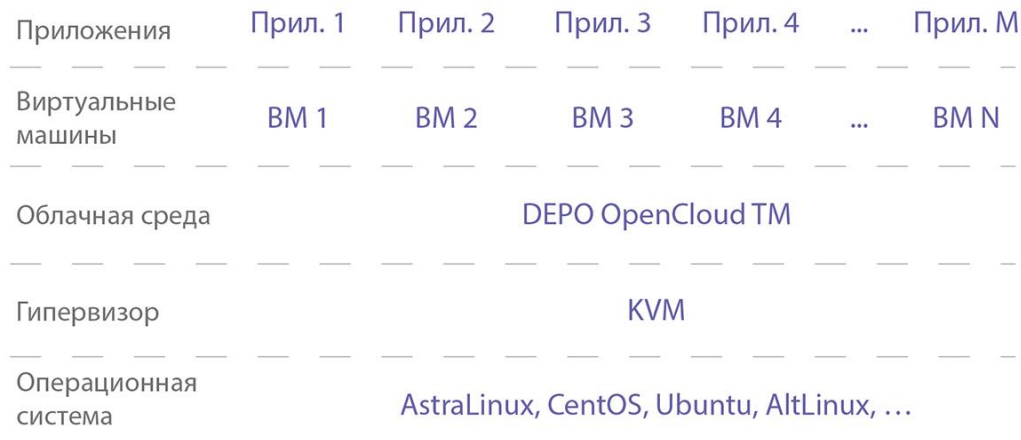 Приложения Прил. 1 Прил. 2 Прил. 3 Прил. 4 ... Прил. M
Виртуальные
машины
ВМ 1 ВМ 2 ВМ 3 ВМ 4 ... ВМ N
Облачная среда DEPO OpenCloud TM
Гипервизор KVM
Операционная
система
AstraLinux, CentOS, Ubuntu, AltLinux, ...